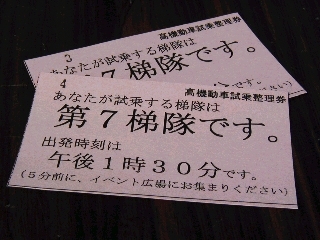 3
高機動車試乗整理券
あなたが試乗する梯隊は
第７梯隊です。
4
高機動車試乗整理券
あなたが試乗する梯隊は
第７梯隊です。
出発時刻は
午後１時３０分です。
（５分前に、イベント広場にお集まりください）